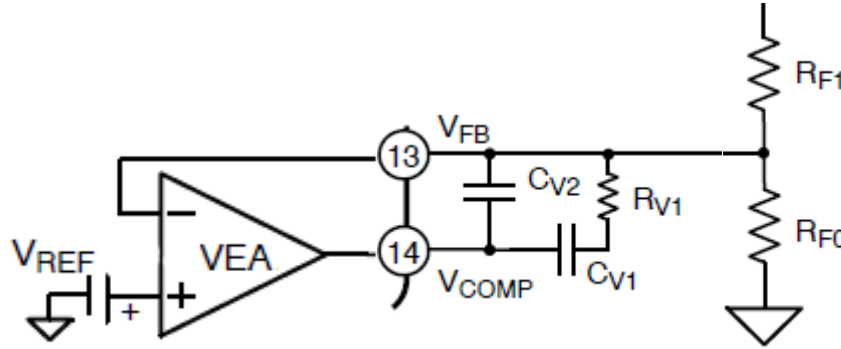 RF1
VFB
13
CV2
RV1
VREF
VEA
14
RF0
VCOMP
CV1